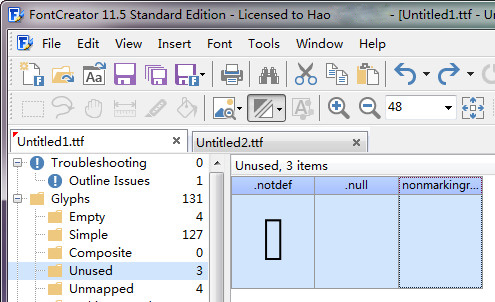 FontCreator 11.5 Standard Edition - Licensed to Hao - [Untitled1.ttf
File Edit View Insert Font Tools Window Help
48
Untitled1.ttf Untitled2.ttf
Troubleshooting 0
Outline Issues 1
Glyphs 131
Empty 4
Simple 127
Composite 0
Unused 3
Unmapped 4
Unused, 3 items
.notdef .null nonmarkingr...